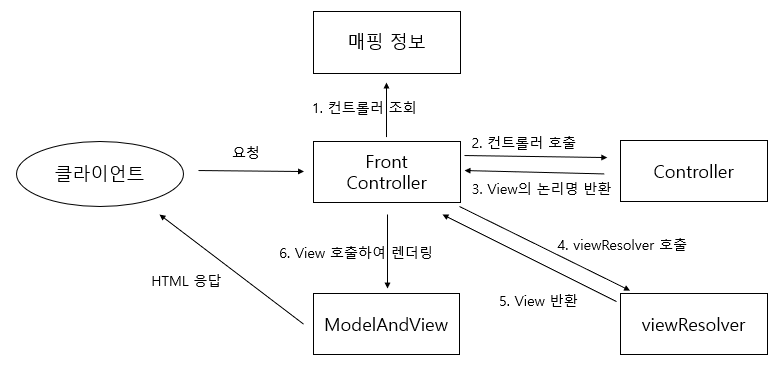 매핑 정보
1. 컨트롤러 조회
요청
2. 컨트롤러 호출
클라이언트
Front
Controller
Controller
3. View의 논리명 반환
6. View 호출하여 렌더링
4. viewResolver 호출
HTML 응답
5. View 반환
ModelAndView
viewResolver